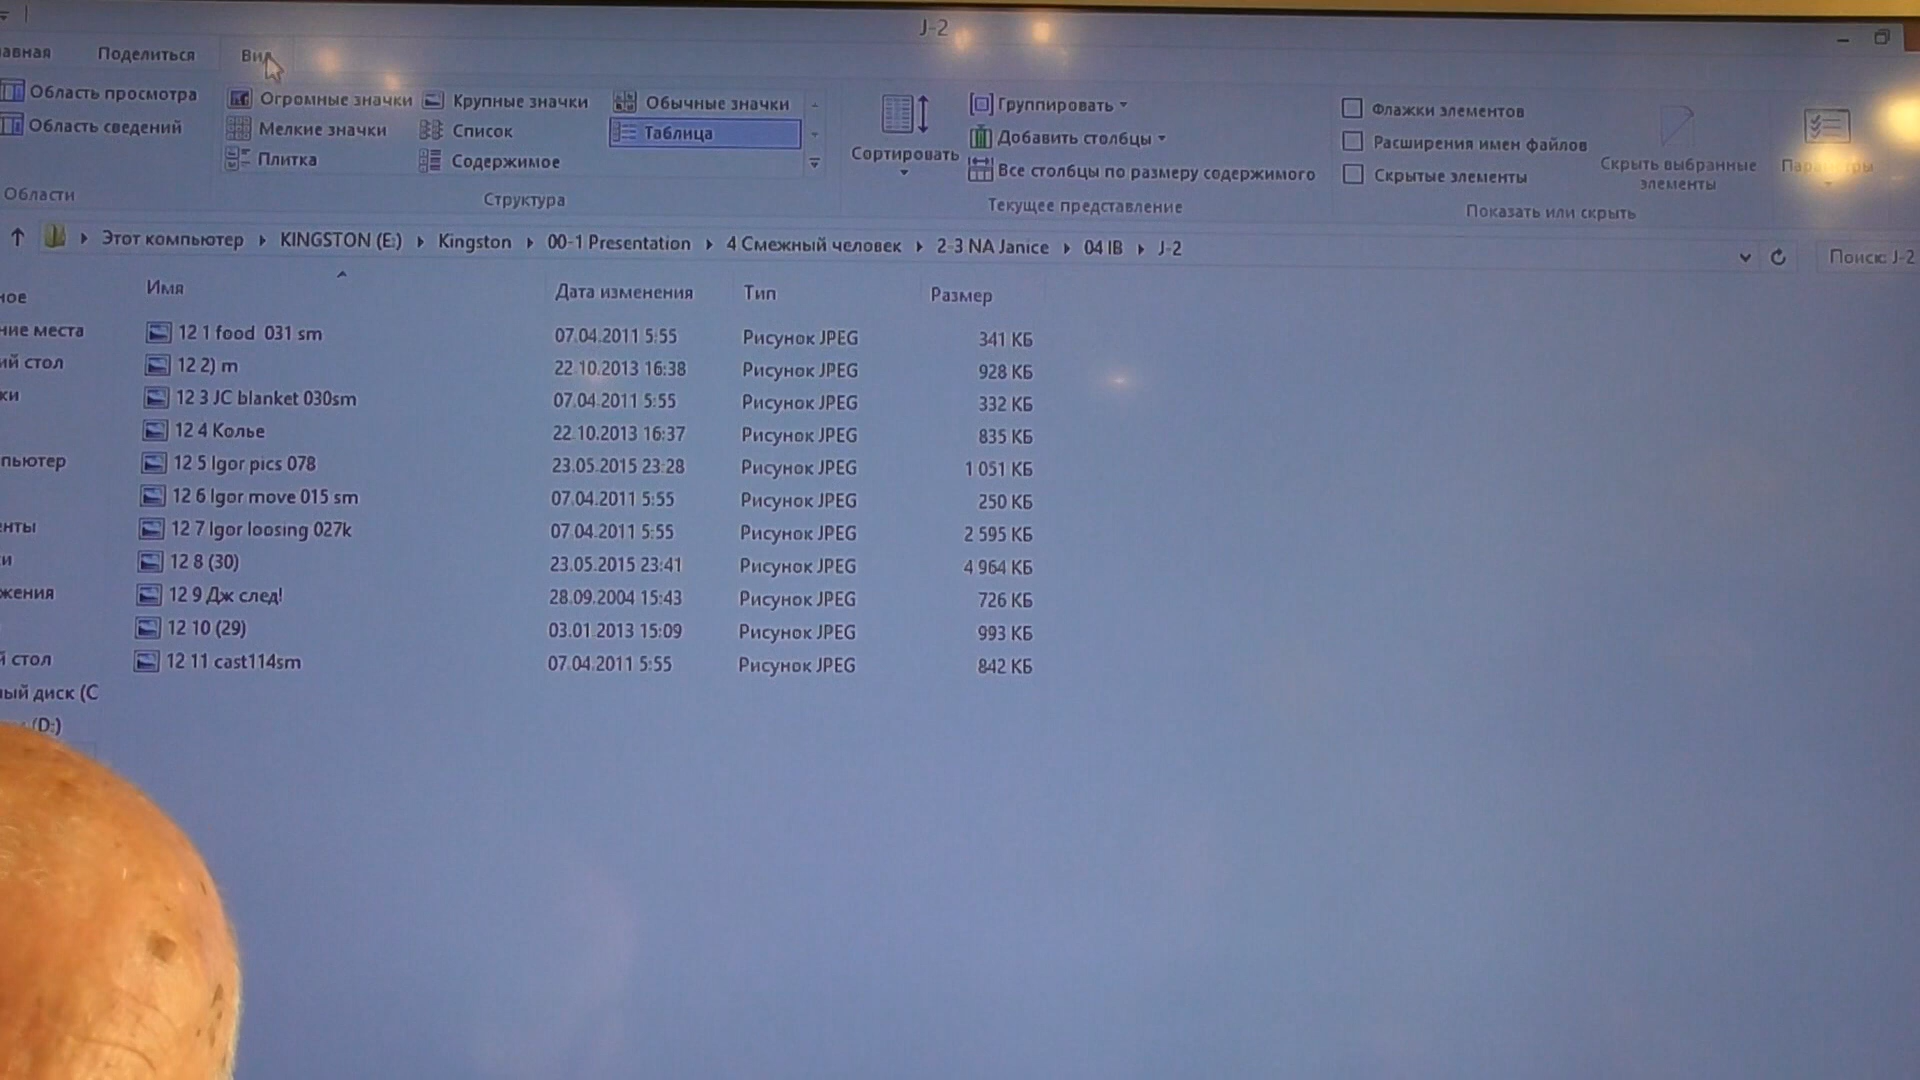 J-2
авная Поделиться Вид
Область просмотра Огромные значки Крупные значки Обычные значки Группировать Флажки элементов
Область сведений Мелкие значки Список Таблица Сортировать Добавить столбцы Расширения имен файлов Скрыть выбранные элементы Параметры
Плитка Содержимое Все столбцы по размеру содержимого Скрытые элементы
Области Структура Текущее представление Показать или скрыть
Этот компьютер KINGSTON (E:) Kingston 00-1 Presentation 4 Смежный человек 2-3 NA Janice 04 IB J-2 Поиск: J-2
Имя Дата изменения Тип Размер
ное
ние места 12 1 food 031 sm 07.04.2011 5:55 Рисунок JPEG 341 КБ
ий стол 12 2) m 22.10.2013 16:38 Рисунок JPEG 928 КБ
ки 12 3 JC blanket 030sm 07.04.2011 5:55 Рисунок JPEG 332 КБ
12 4 Колье 22.10.2013 16:37 Рисунок JPEG 835 КБ
пьютер 12 5 Igor pics 078 23.05.2015 23:28 Рисунок JPEG 1 051 КБ
12 6 Igor move 015 sm 07.04.2011 5:55 Рисунок JPEG 250 КБ
енты 12 7 Igor loosing 027k 07.04.2011 5:55 Рисунок JPEG 2 595 КБ
и 12 8 (30) 23.05.2015 23:41 Рисунок JPEG 4 964 КБ
жения 12 9 Дж след! 28.09.2004 15:43 Рисунок JPEG 726 КБ
12 10 (29) 03.01.2013 15:09 Рисунок JPEG 993 КБ
й стол 12 11 cast114sm 07.04.2011 5:55 Рисунок JPEG 842 КБ
ый диск (C
(D:)